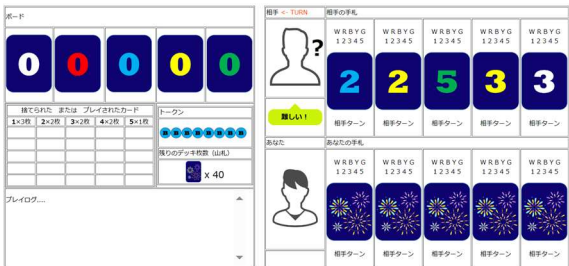 ボード
0 0 0 0 0
捨てられた または プレイされたカード
1×3枚 2×2枚 3×2枚 4×2枚 5×1枚
トークン
B B B B B B B B
残りのデッキ枚数（山札）
x 40
プレイログ....
相手 <- TURN
?
難しい！
相手の手札
W R B Y G W R B Y G W R B Y G W R B Y G W R B Y G
1 2 3 4 5 1 2 3 4 5 1 2 3 4 5 1 2 3 4 5 1 2 3 4 5
2 2 5 3 3
相手ターン 相手ターン 相手ターン 相手ターン 相手ターン
あなた
あなたの手札
W R B Y G W R B Y G W R B Y G W R B Y G W R B Y G
1 2 3 4 5 1 2 3 4 5 1 2 3 4 5 1 2 3 4 5 1 2 3 4 5
相手ターン 相手ターン 相手ターン 相手ターン 相手ターン